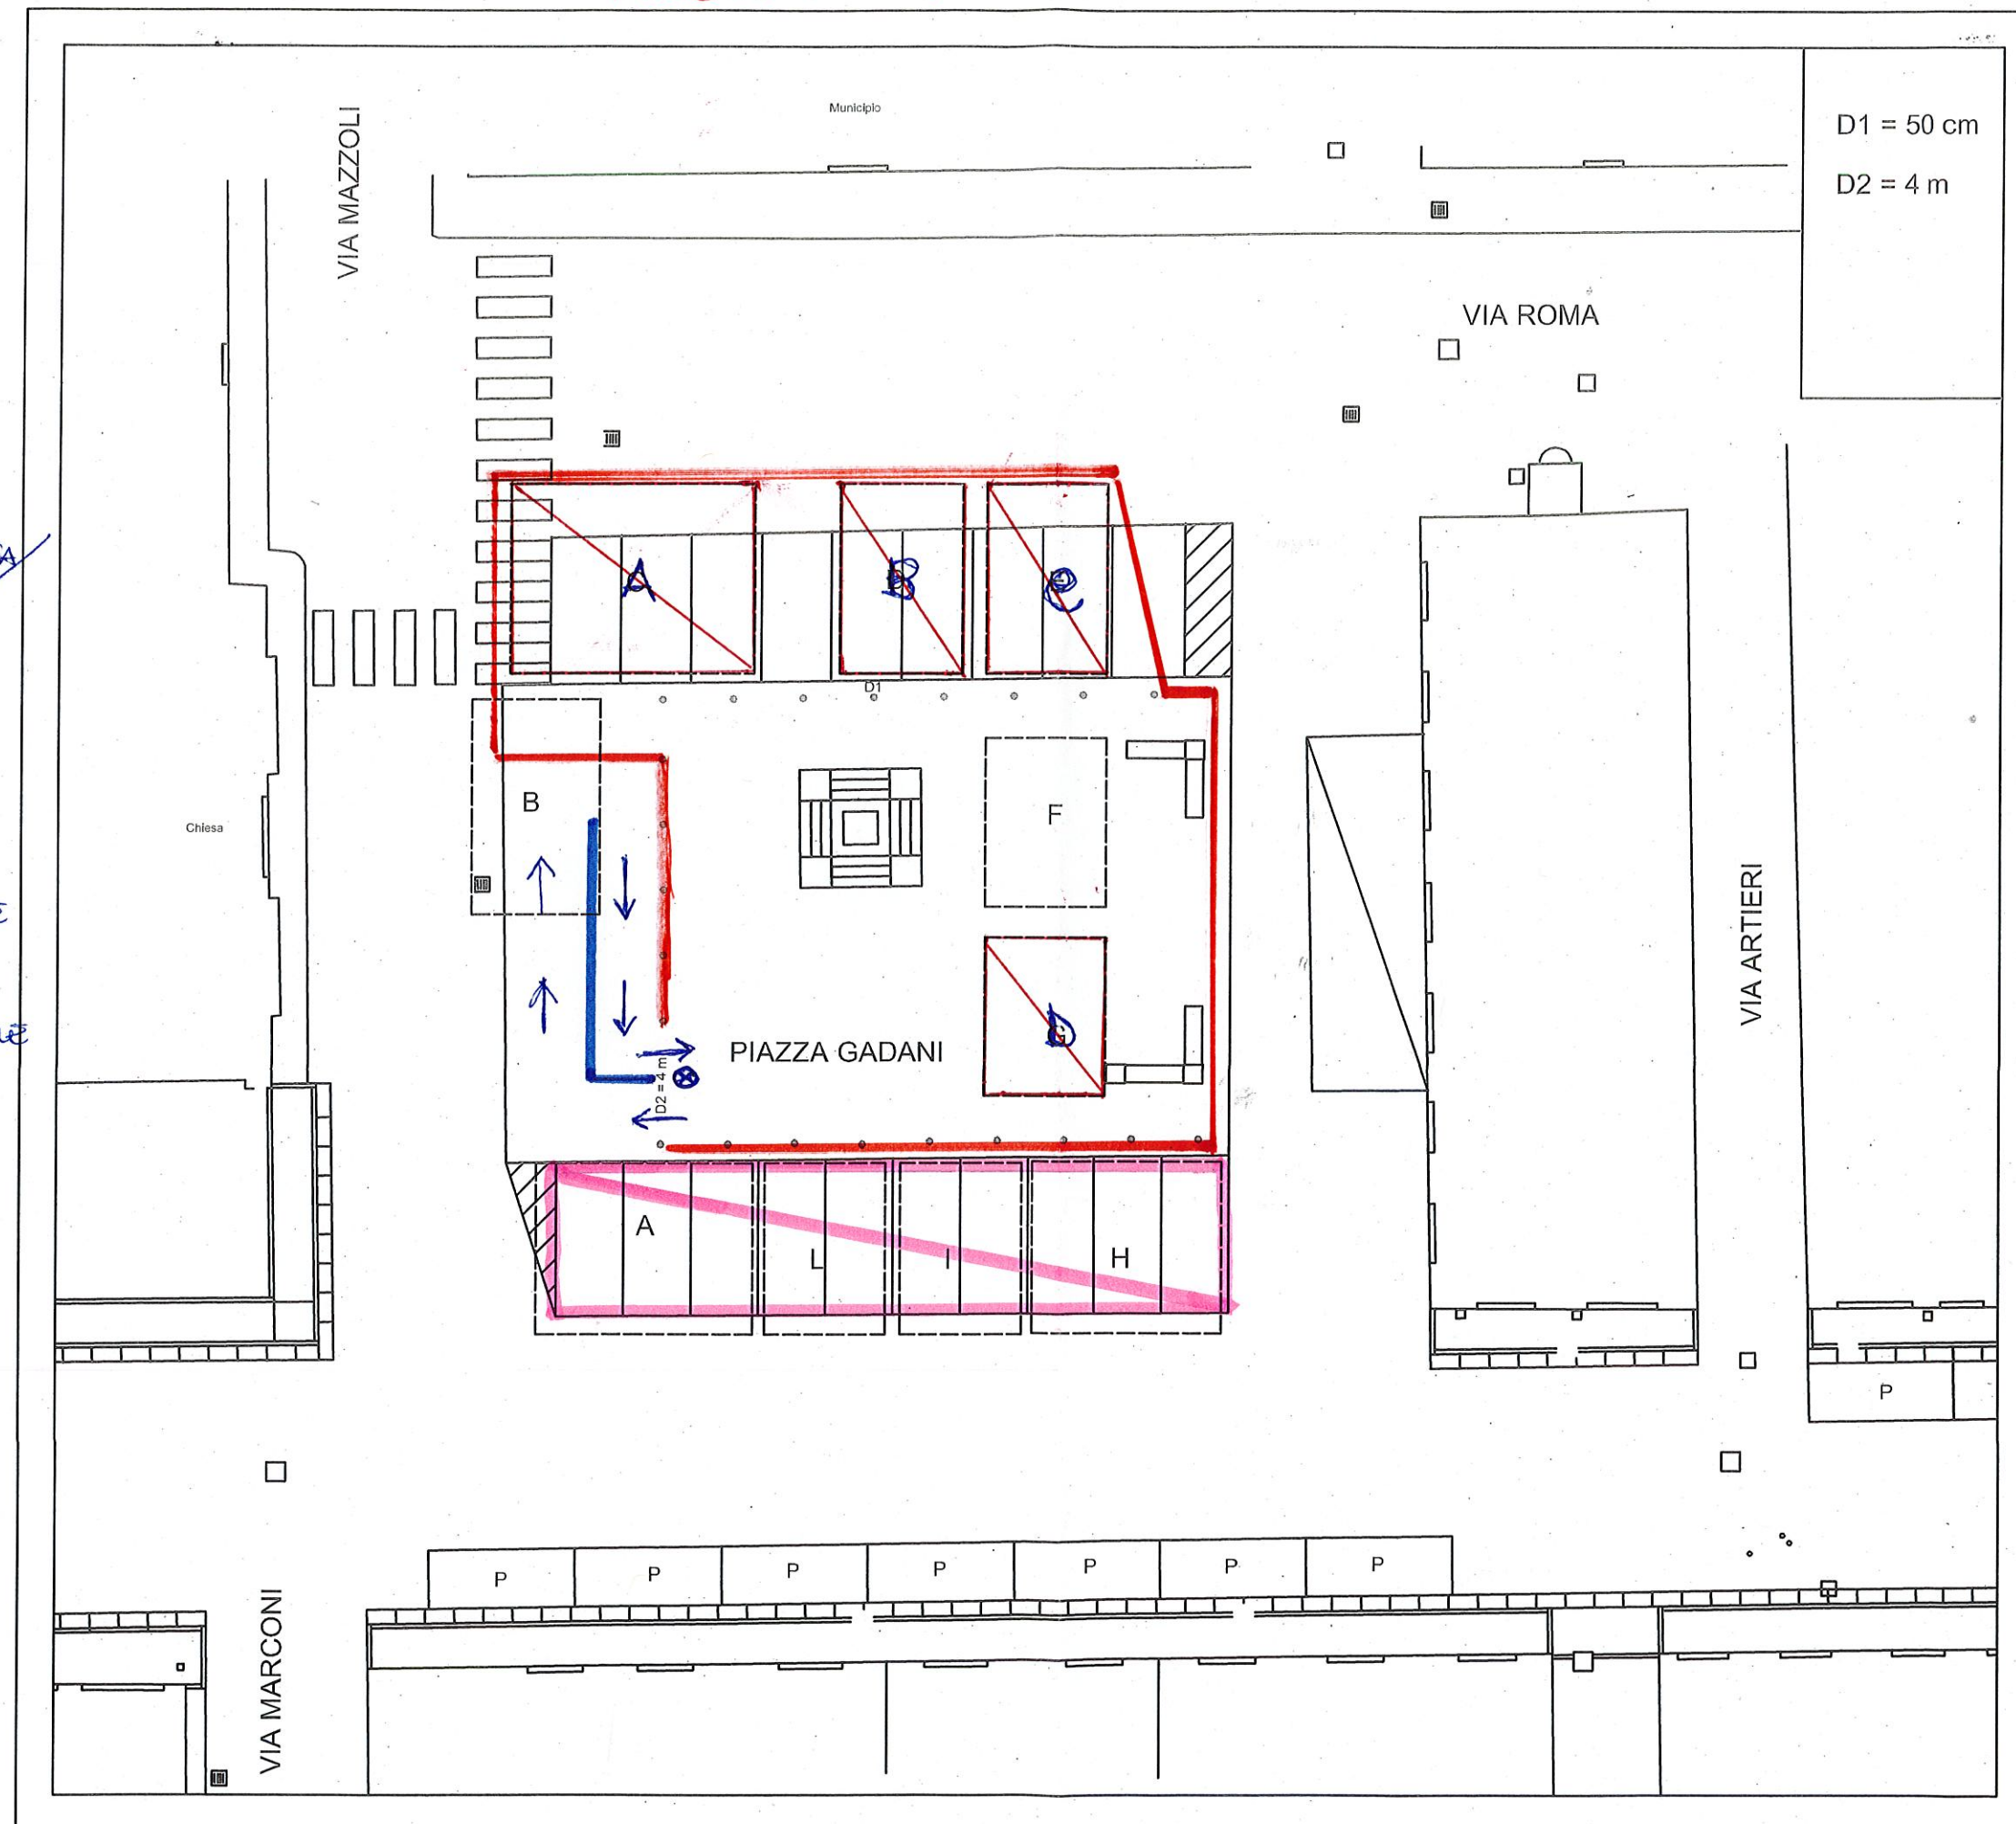 Municipio
VIA MAZZOLI
D1 = 50 cm
D2 = 4 m
VIA ROMA
A
B
C
D1
B
F
Chiesa
D
PIAZZA GADANI
D2 = 4 m
VIA ARTIERI
A
L
I
H
P
P
P
P
P
P
P
P
VIA MARCONI